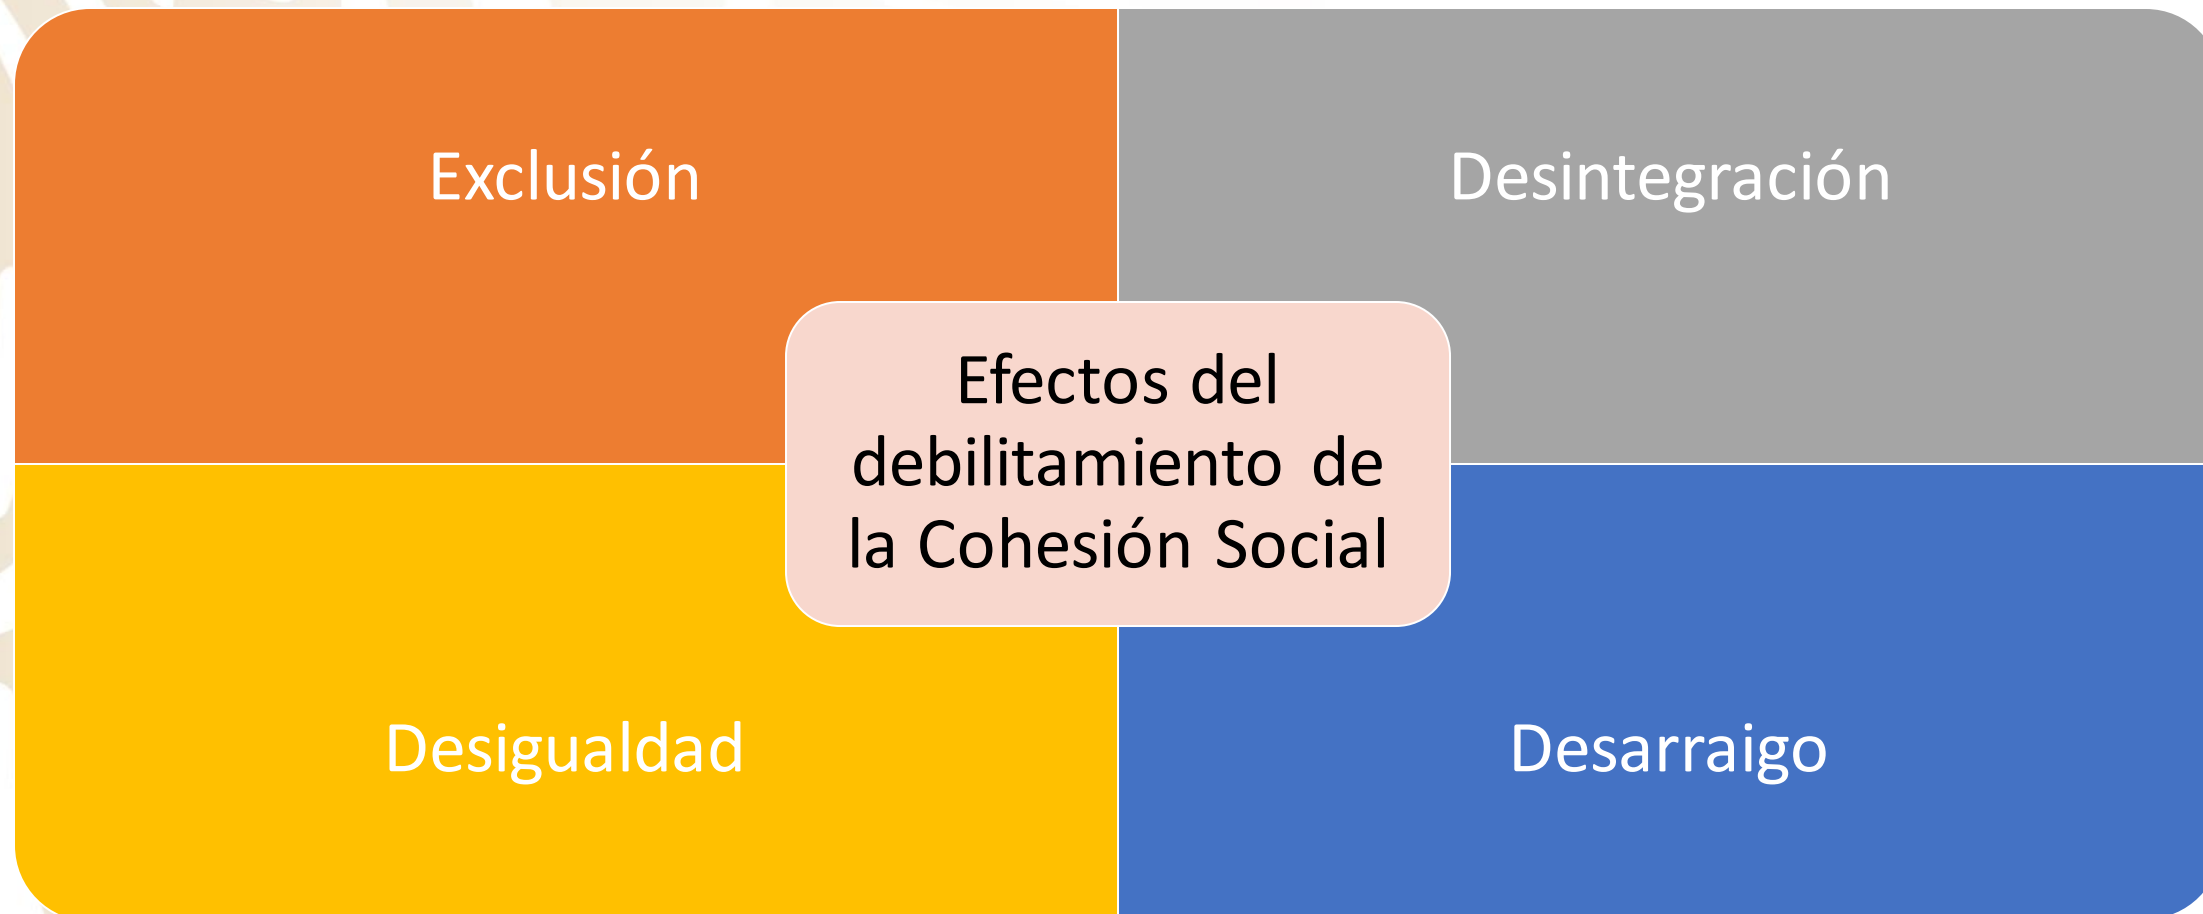 Exclusión
Desintegración
Efectos del
debilitamiento de
la Cohesión Social
Desigualdad
Desarraigo